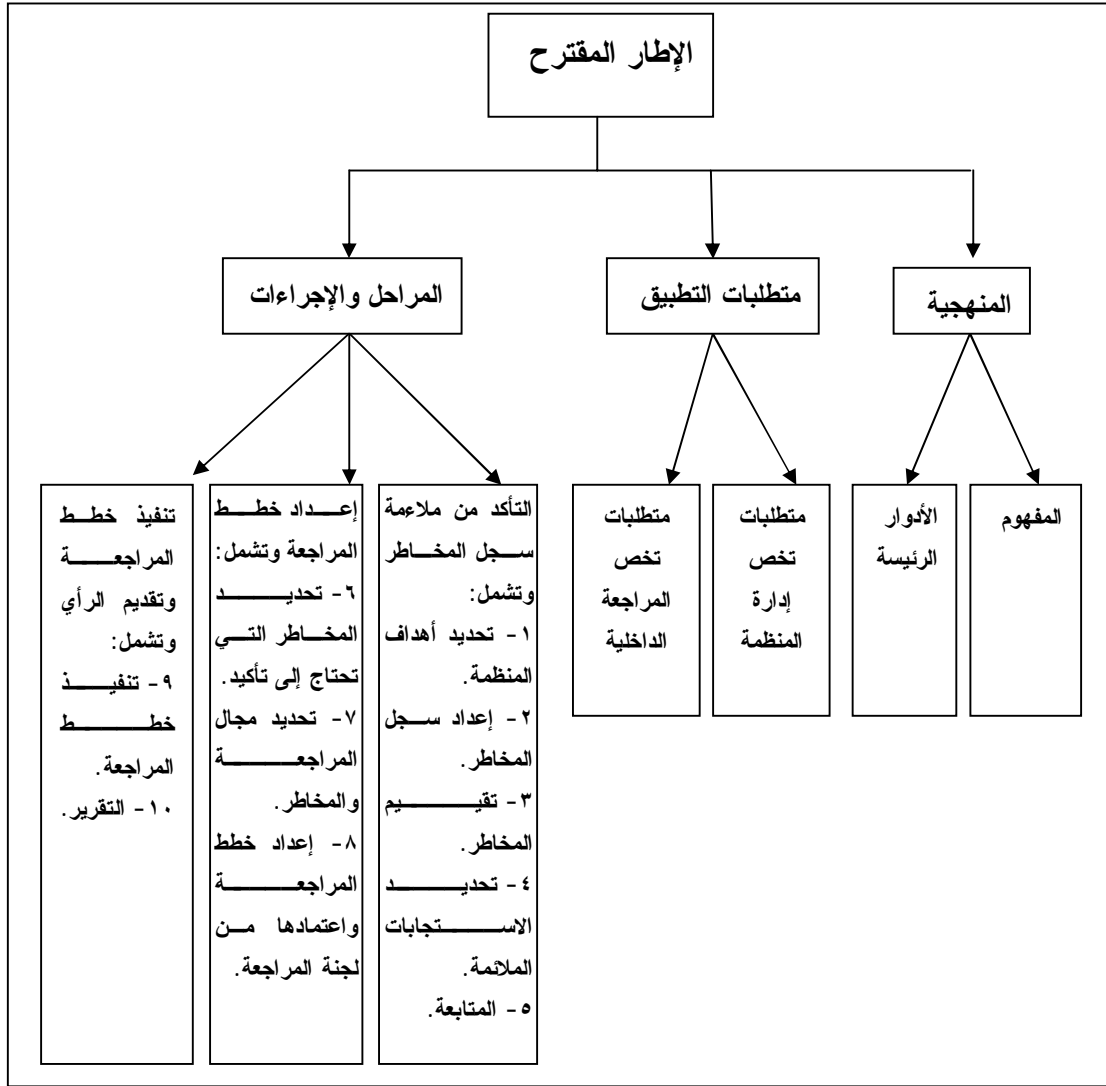 الإطار المقترح
المنهجية
متطلبات التطبيق
المراحل والإجراءات
المفهوم
الأدوار
الرئيسة
متطلبات
تخص
إدارة
المنظمة
متطلبات
تخص
المراجعة
الداخلية
التأكد من ملاءمة
سجل المخاطر
وتشمل:
١- تحديد أهداف
المنظمة.
٢- إعداد سجل
المخاطر.
٣- تقييم
المخاطر.
٤- تحديد
الاستجابات
الملائمة.
٥- المتابعة.
إعداد خطط
المراجعة وتشمل:
٦- تحديد
المخاطر التي
تحتاج إلى تأكيد.
٧- تحديد مجال
المراجعة
والمخاطر.
٨- إعداد خطط
المراجعة
واعتمادها من
لجنة المراجعة.
تنفيذ خطط
المراجعة
وتقديم الرأي
وتشمل:
٩- تنفيذ
خطط
المراجعة.
١٠- التقرير.